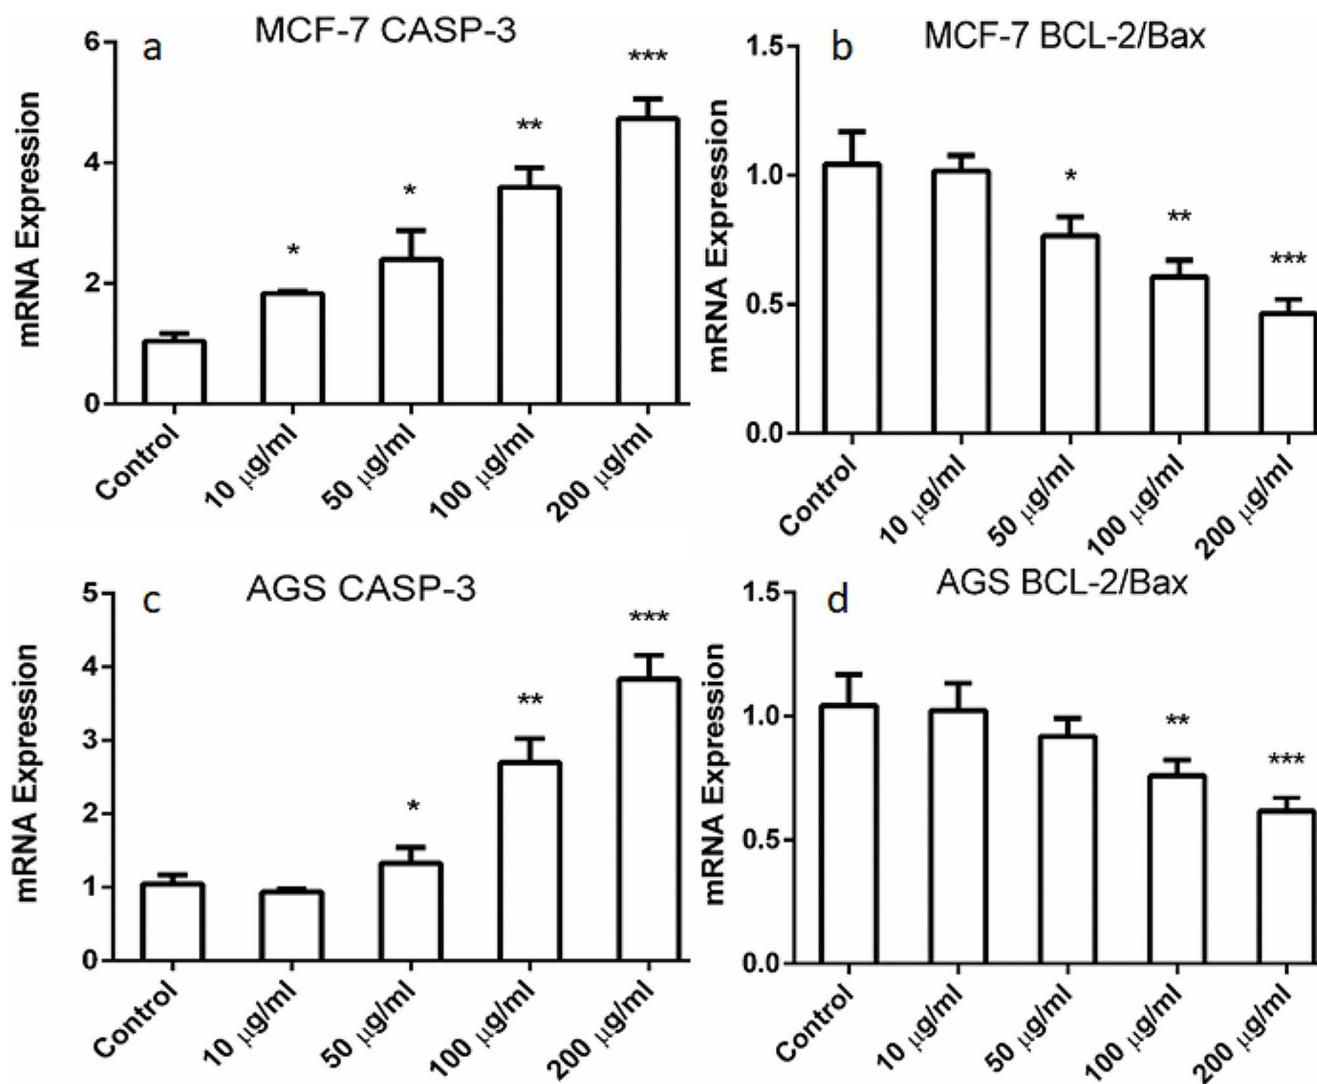 a
MCF-7 CASP-3
mRNA Expression
6
4
2
0
*
*
**
***
Control
10 µg/ml
50 µg/ml
100 µg/ml
200 µg/ml
b
MCF-7 BCL-2/Bax
mRNA Expression
1.5
1.0
0.5
0.0
*
**
***
Control
10 µg/ml
50 µg/ml
100 µg/ml
200 µg/ml
c
AGS CASP-3
mRNA Expression
5
4
3
2
1
0
*
**
***
Control
10 µg/ml
50 µg/ml
100 µg/ml
200 µg/ml
d
AGS BCL-2/Bax
mRNA Expression
1.5
1.0
0.5
0.0
**
***
Control
10 µg/ml
50 µg/ml
100 µg/ml
200 µg/ml